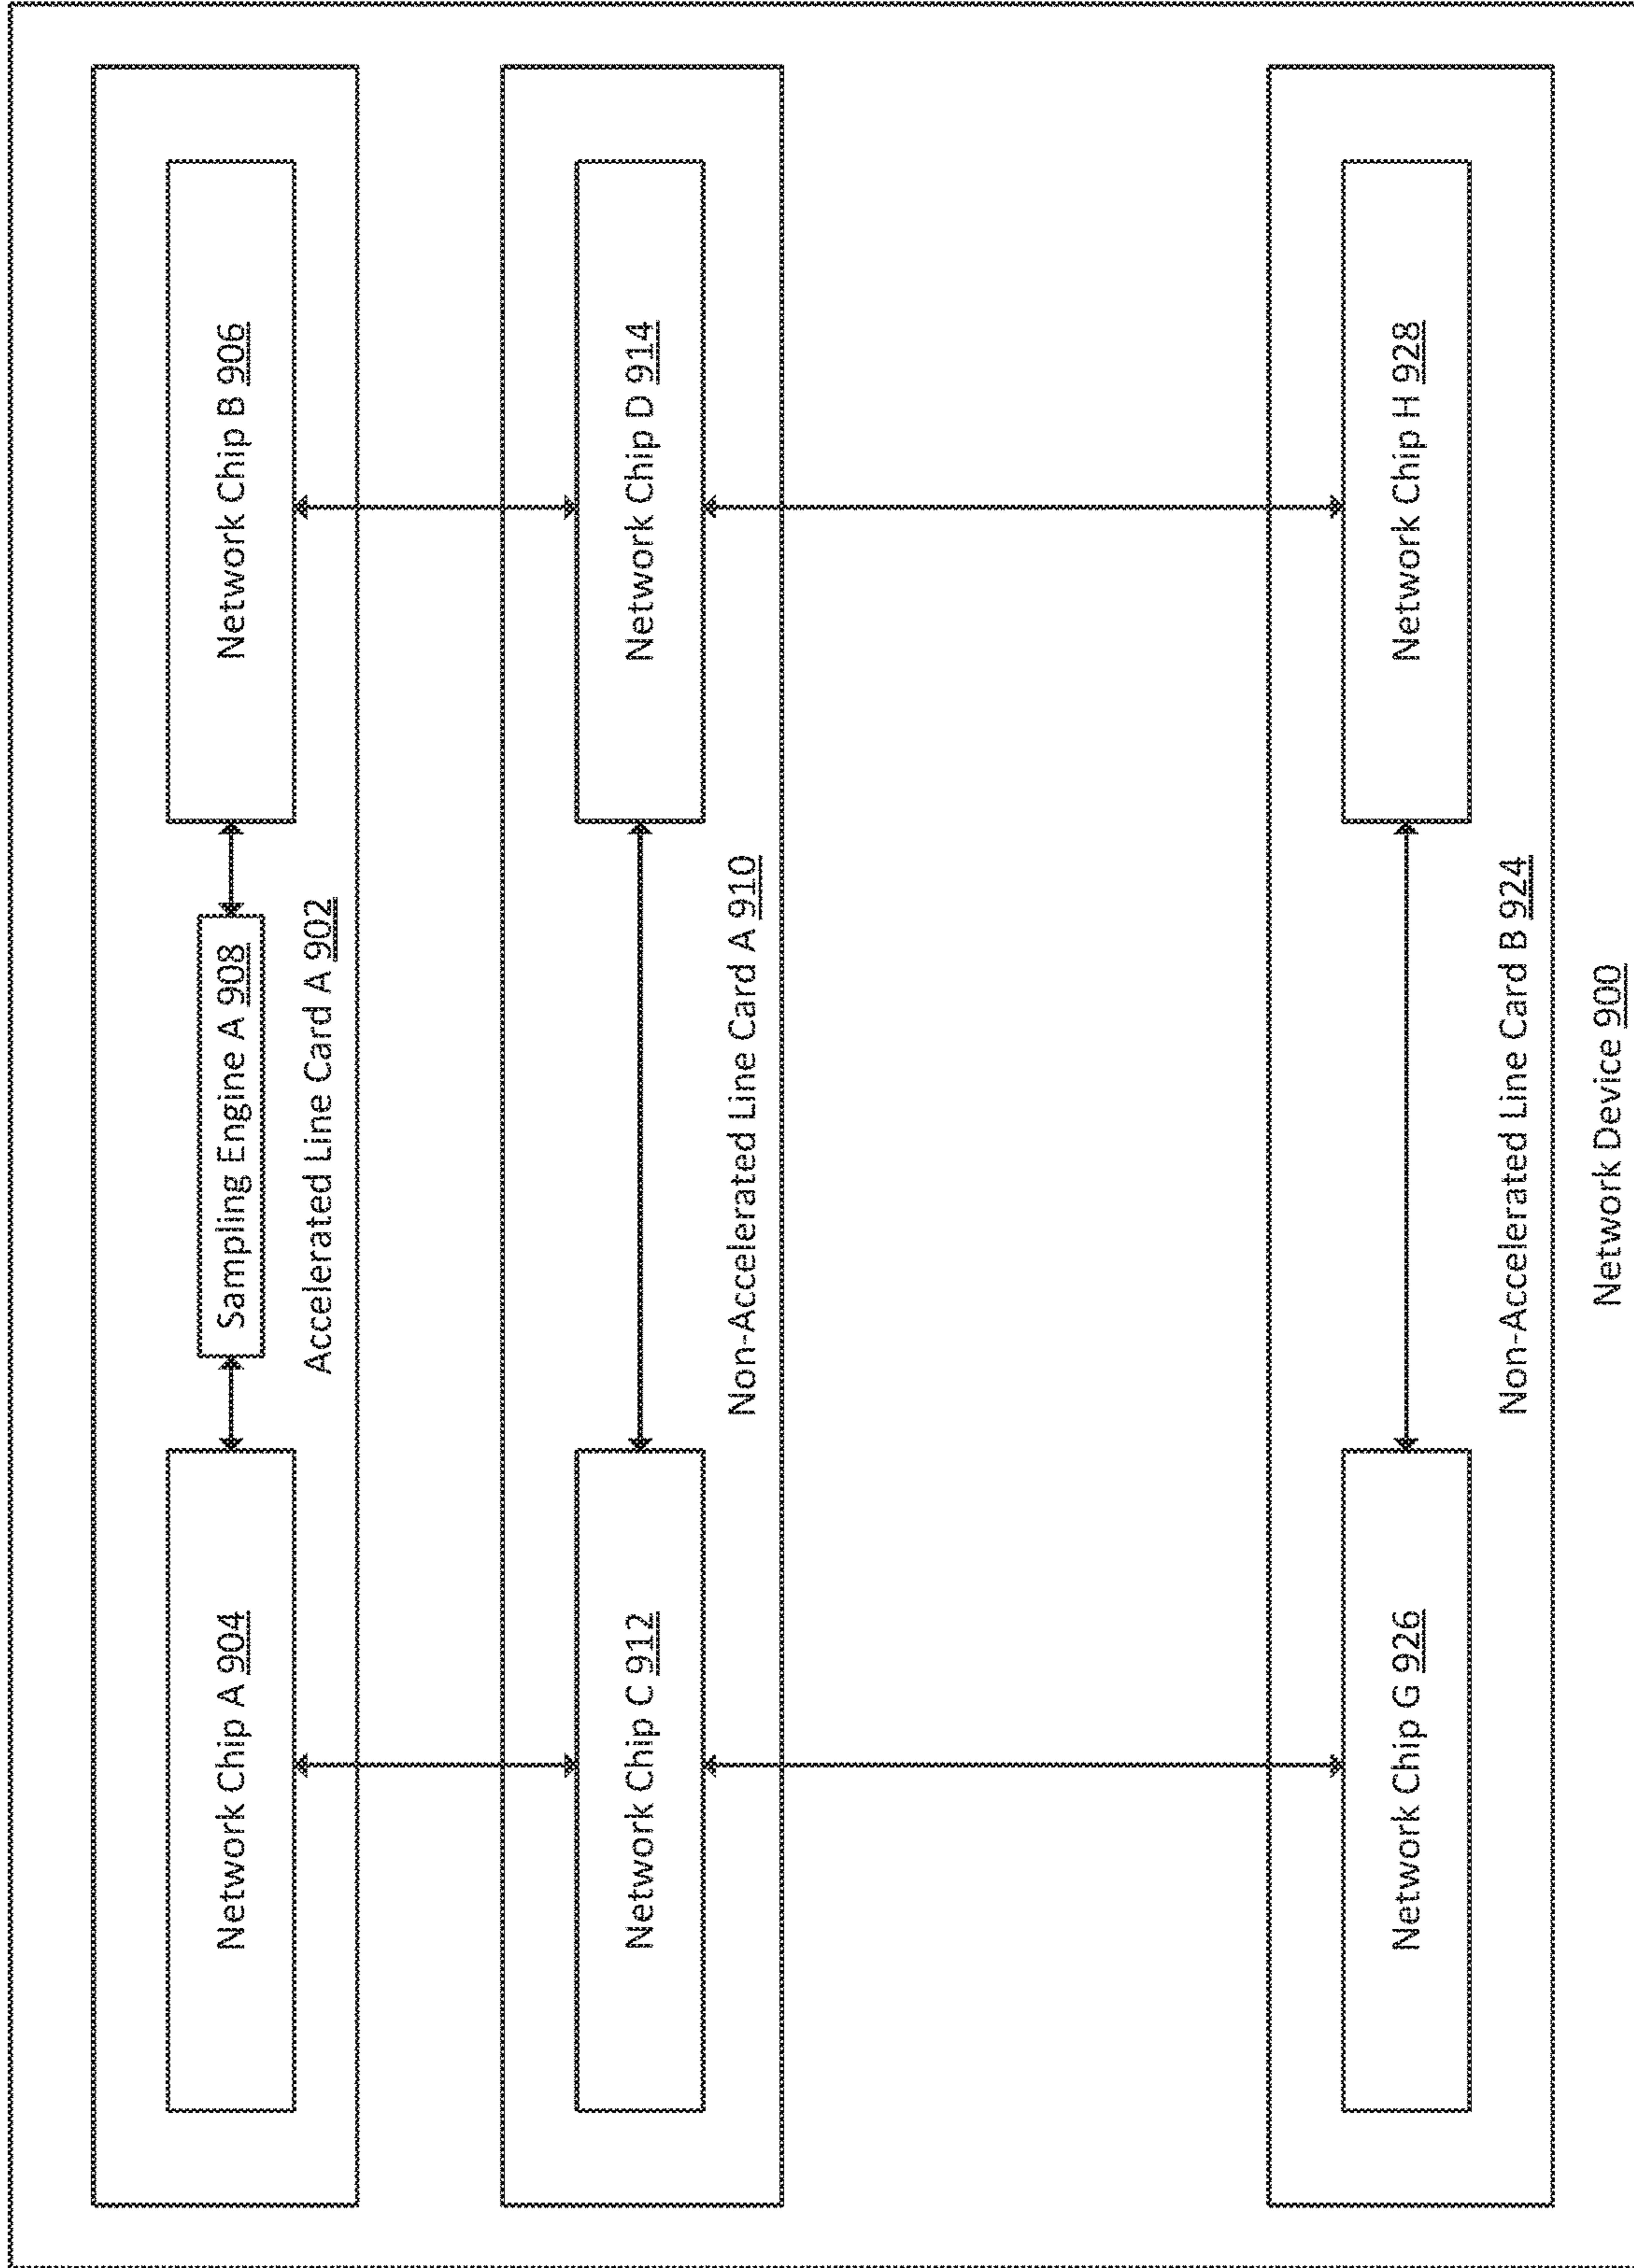 Network Chip A 904
Sampling Engine A 908
Network Chip B 906
Accelerated Line Card A 902
Network Chip C 912
Network Chip D 914
Non-Accelerated Line Card A 910
Network Chip G 926
Network Chip H 928
Non-Accelerated Line Card B 924
Network Device 900